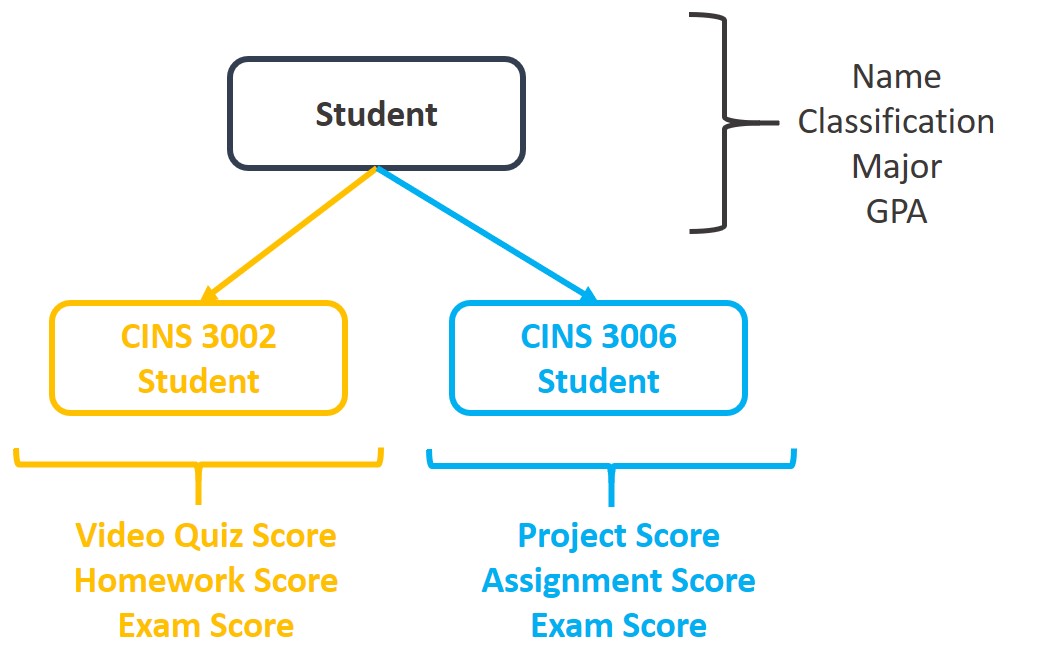 Student
Name
Classification
Major
GPA
CINS 3002
Student
CINS 3006
Student
Video Quiz Score
Homework Score
Exam Score
Project Score
Assignment Score
Exam Score